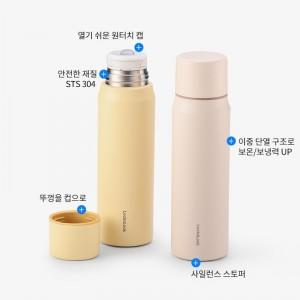 열기 쉬운 원터치 캡
안전한 재질
STS 304
이중 단열 구조로
보온/보냉력 UP
뚜껑을 컵으로
사일런스 스토퍼